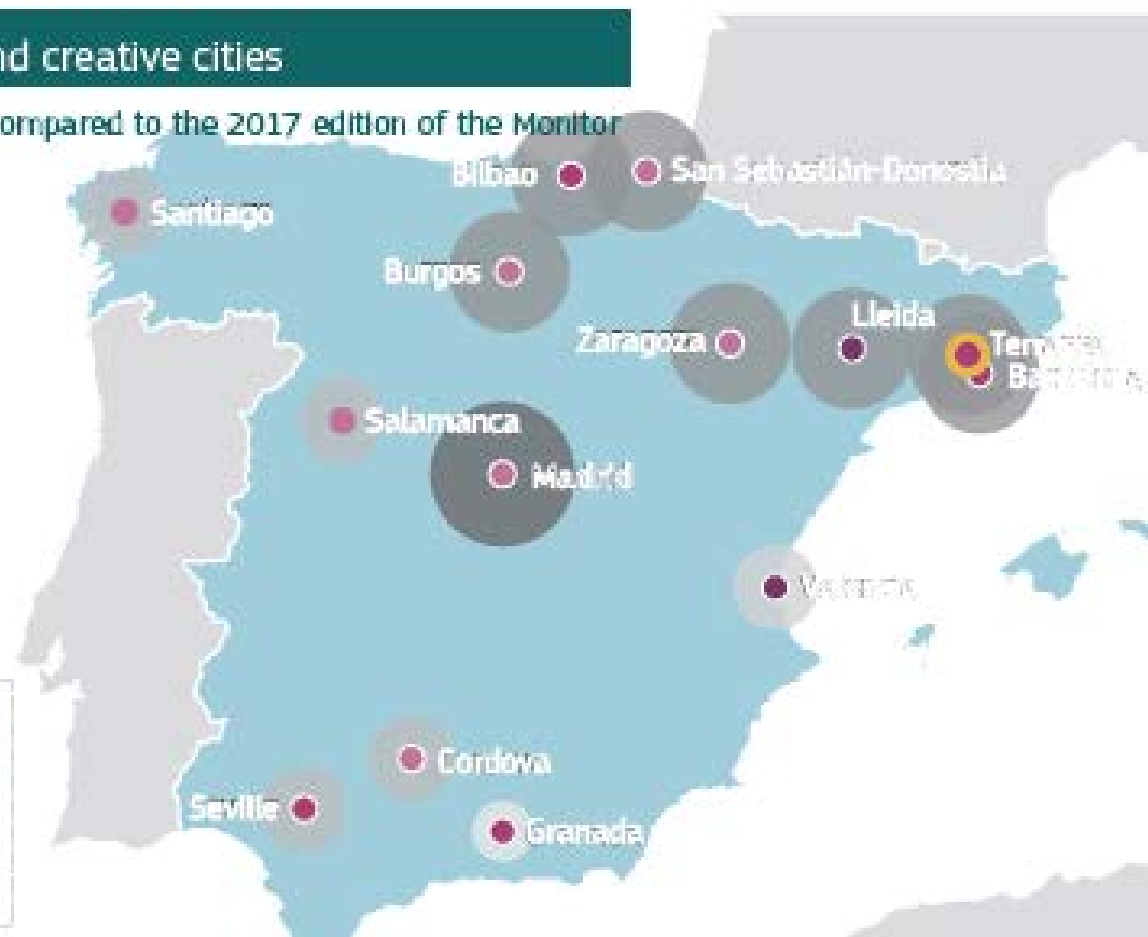 nd creative cities
ompared to the 2017 edition of the Monitor
Bilbao
San Sebastián-Donostia
Santiago
Burgos
Lleida
Zaragoza
Salamanca
Madrid
Cordova
Seville
Granada